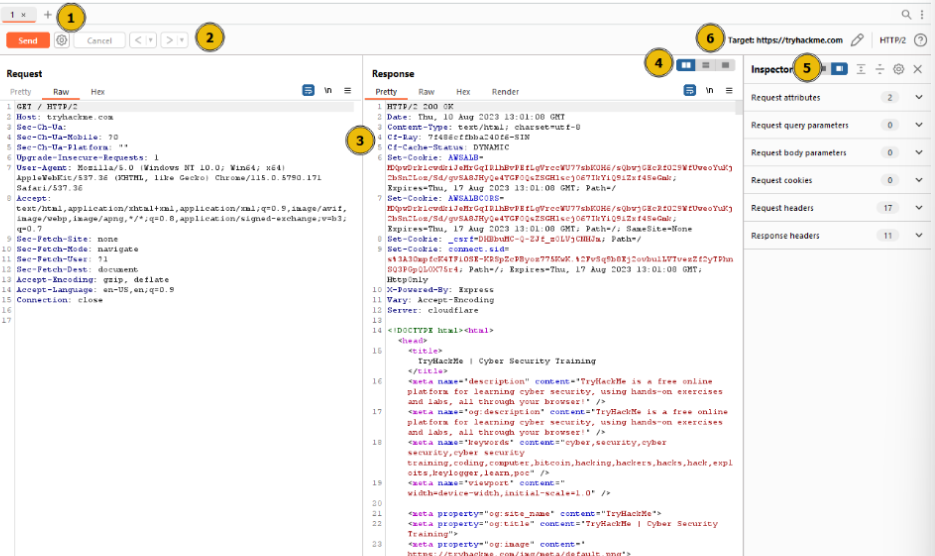 1 × +
1
Send Cancel < >
2
6
Target: https://tryhackme.com HTTP/2
Request
Pretty Raw Hex
\n
1 GET / HTTP/2
2 Host: tryhackme.com
3 Sec-Ch-Ua:
4 Sec-Ch-Ua-Mobile: ?0
5 Sec-Ch-Ua-Platform: ""
6 Upgrade-Insecure-Requests: 1
7 User-Agent: Mozilla/5.0 (Windows NT 10.0; Win64; x64)
AppleWebKit/537.36 (KHTML, like Gecko) Chrome/115.0.5790.171
Safari/537.36
8 Accept:
text/html,application/xhtml+xml,application/xml;q=0.9,image/avif,
image/webp,image/apng,*/*;q=0.8,application/signed-exchange;v=b3;
q=0.7
9 Sec-Fetch-Site: none
10 Sec-Fetch-Mode: navigate
11 Sec-Fetch-User: ?1
12 Sec-Fetch-Dest: document
13 Accept-Encoding: gzip, deflate
14 Accept-Language: en-US,en;q=0.9
15 Connection: close
16
17
3
4
Response
Pretty Raw Hex Render
\n
1 HTTP/2 200 OK
2 Date: Thu, 10 Aug 2023 13:01:08 GMT
3 Content-Type: text/html; charset=utf-8
4 Cf-Ray: 7f486cffbba240f6-SIN
5 Cf-Cache-Status: DYNAMIC
6 Set-Cookie: AWSALB=
Expires=Thu, 17 Aug 2023 13:01:08 GMT; Path=/
7 Set-Cookie: AWSALBCORS=
Expires=Thu, 17 Aug 2023 13:01:08 GMT; Path=/; SameSite=None
8 Set-Cookie: Path=/
9 Set-Cookie: connect.sid=
Path=/; Expires=Thu, 17 Aug 2023 13:01:08 GMT;
HttpOnly
10 X-Powered-By: Express
11 Vary: Accept-Encoding
12 Server: cloudflare
13
14 <!DOCTYPE html><html>
<head>
15 <title>
TryHackMe | Cyber Security Training
</title>
16 <meta name="description" content="TryHackMe is a free online
platform for learning cyber security, using hands-on exercises
and labs, all through your browser!" />
17 <meta name="og:description" content="TryHackMe is a free online
platform for learning cyber security, using hands-on exercises
and labs, all through your browser!" />
18 <meta name="keywords" content="cyber,security,cyber
security,cyber security
training,coding,computer,bitcoin,hacking,hackers,hacks,hack,expl
oits,keylogger,learn,poc" />
19 <meta name="viewport" content="
width=device-width,initial-scale=1.0" />
20
21 <meta property="og:site_name" content="TryHackMe">
22 <meta property="og:title" content="TryHackMe | Cyber Security
Training">
23 <meta property="og:image" content="
https://tryhackme.com/img/meta/default.png">
Inspector
5
Request attributes 2
Request query parameters 0
Request body parameters 0
Request cookies 0
Request headers 17
Response headers 11